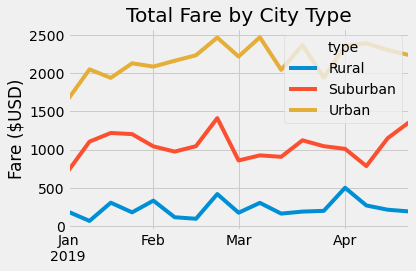 Total Fare by City Type
Fare ($USD)
2500
2000
1500
1000
500
0
type
Rural
Suburban
Urban
Jan
2019
Feb
Mar
Apr